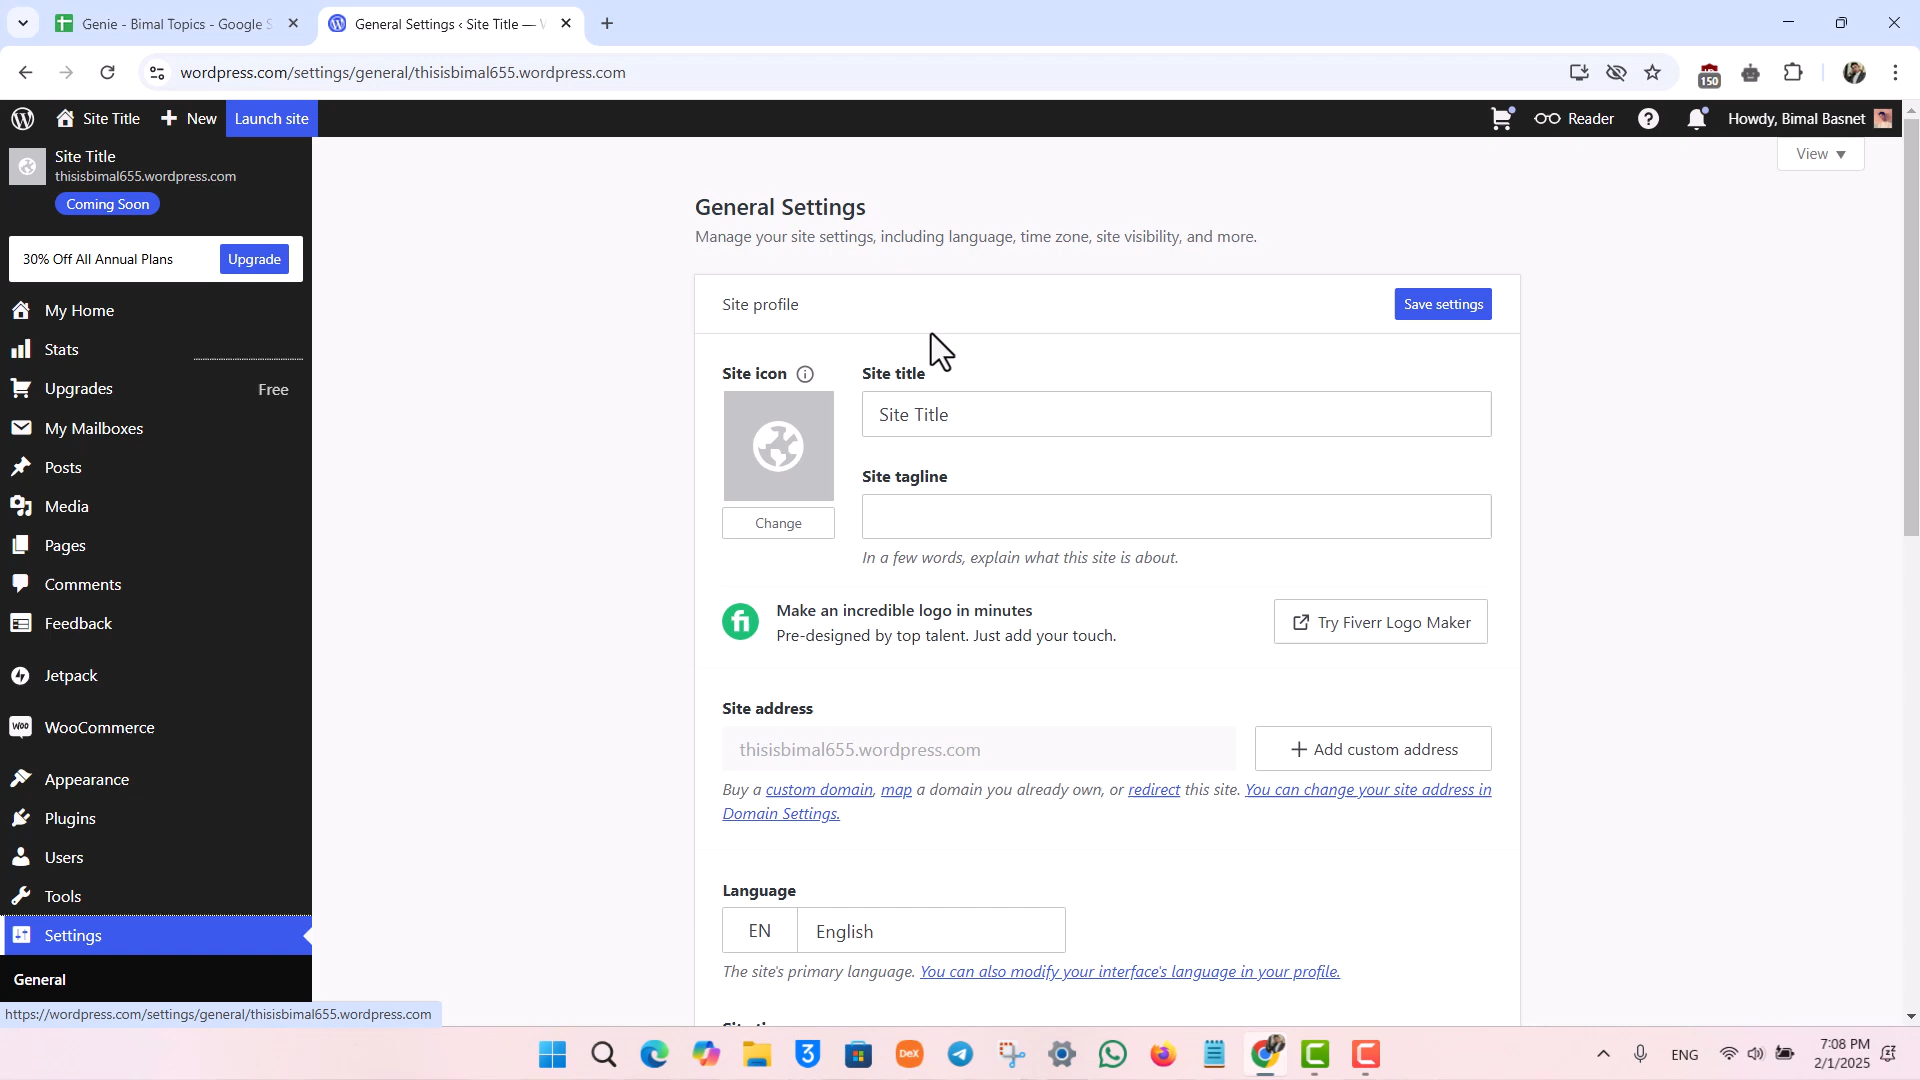 Genie - Bimal Topics - Google S
General Settings ‹ Site Title — W
wordpress.com/settings/general/thisisbimal655.wordpress.com
150
Site Title
New
Launch site
Reader
Howdy, Bimal Basnet
Site Title
thisisbimal655.wordpress.com
Coming Soon
View ▼
General Settings
Manage your site settings, including language, time zone, site visibility, and more.
30% Off All Annual Plans
Upgrade
My Home
Stats
Upgrades
Free
My Mailboxes
Posts
Media
Pages
Comments
Feedback
Jetpack
Woo
WooCommerce
Appearance
Plugins
Users
Tools
Settings
General
https://wordpress.com/settings/general/thisisbimal655.wordpress.com
Site profile
Save settings
Site icon
Site title
Site Title
Site tagline
Change
In a few words, explain what this site is about.
fi
Make an incredible logo in minutes
Pre-designed by top talent. Just add your touch.
Try Fiverr Logo Maker
Site address
thisisbimal655.wordpress.com
+ Add custom address
Buy a custom domain, map a domain you already own, or redirect this site. You can change your site address in
Domain Settings.
Language
EN
English
The site's primary language. You can also modify your interface's language in your profile.
3
DeX
ENG
7:08 PM
2/1/2025